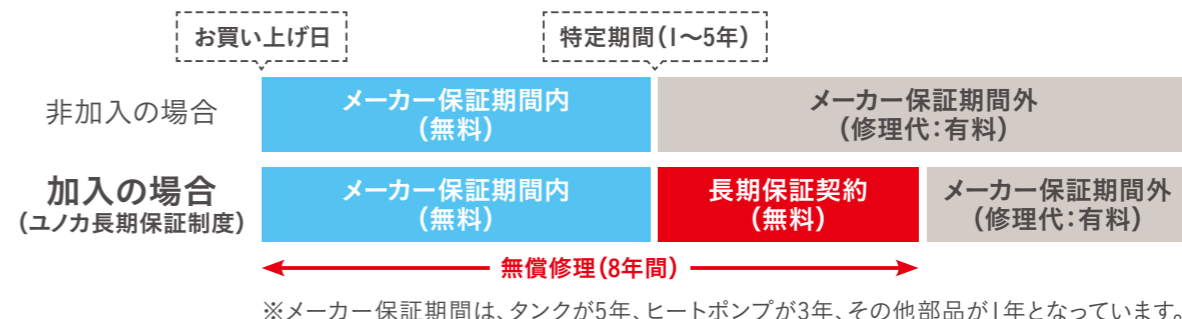 お買い上げ日
特定期間(1〜5年)
非加入の場合
メーカー保証期間内
(無料)
メーカー保証期間外
(修理代:有料)
加入の場合
(ユノカ長期保証制度)
メーカー保証期間内
(無料)
長期保証契約
(無料)
メーカー保証期間外
(修理代:有料)
無償修理(8年間)
※メーカー保証期間は、タンクが5年、ヒートポンプが3年、その他部品が1年となっています。